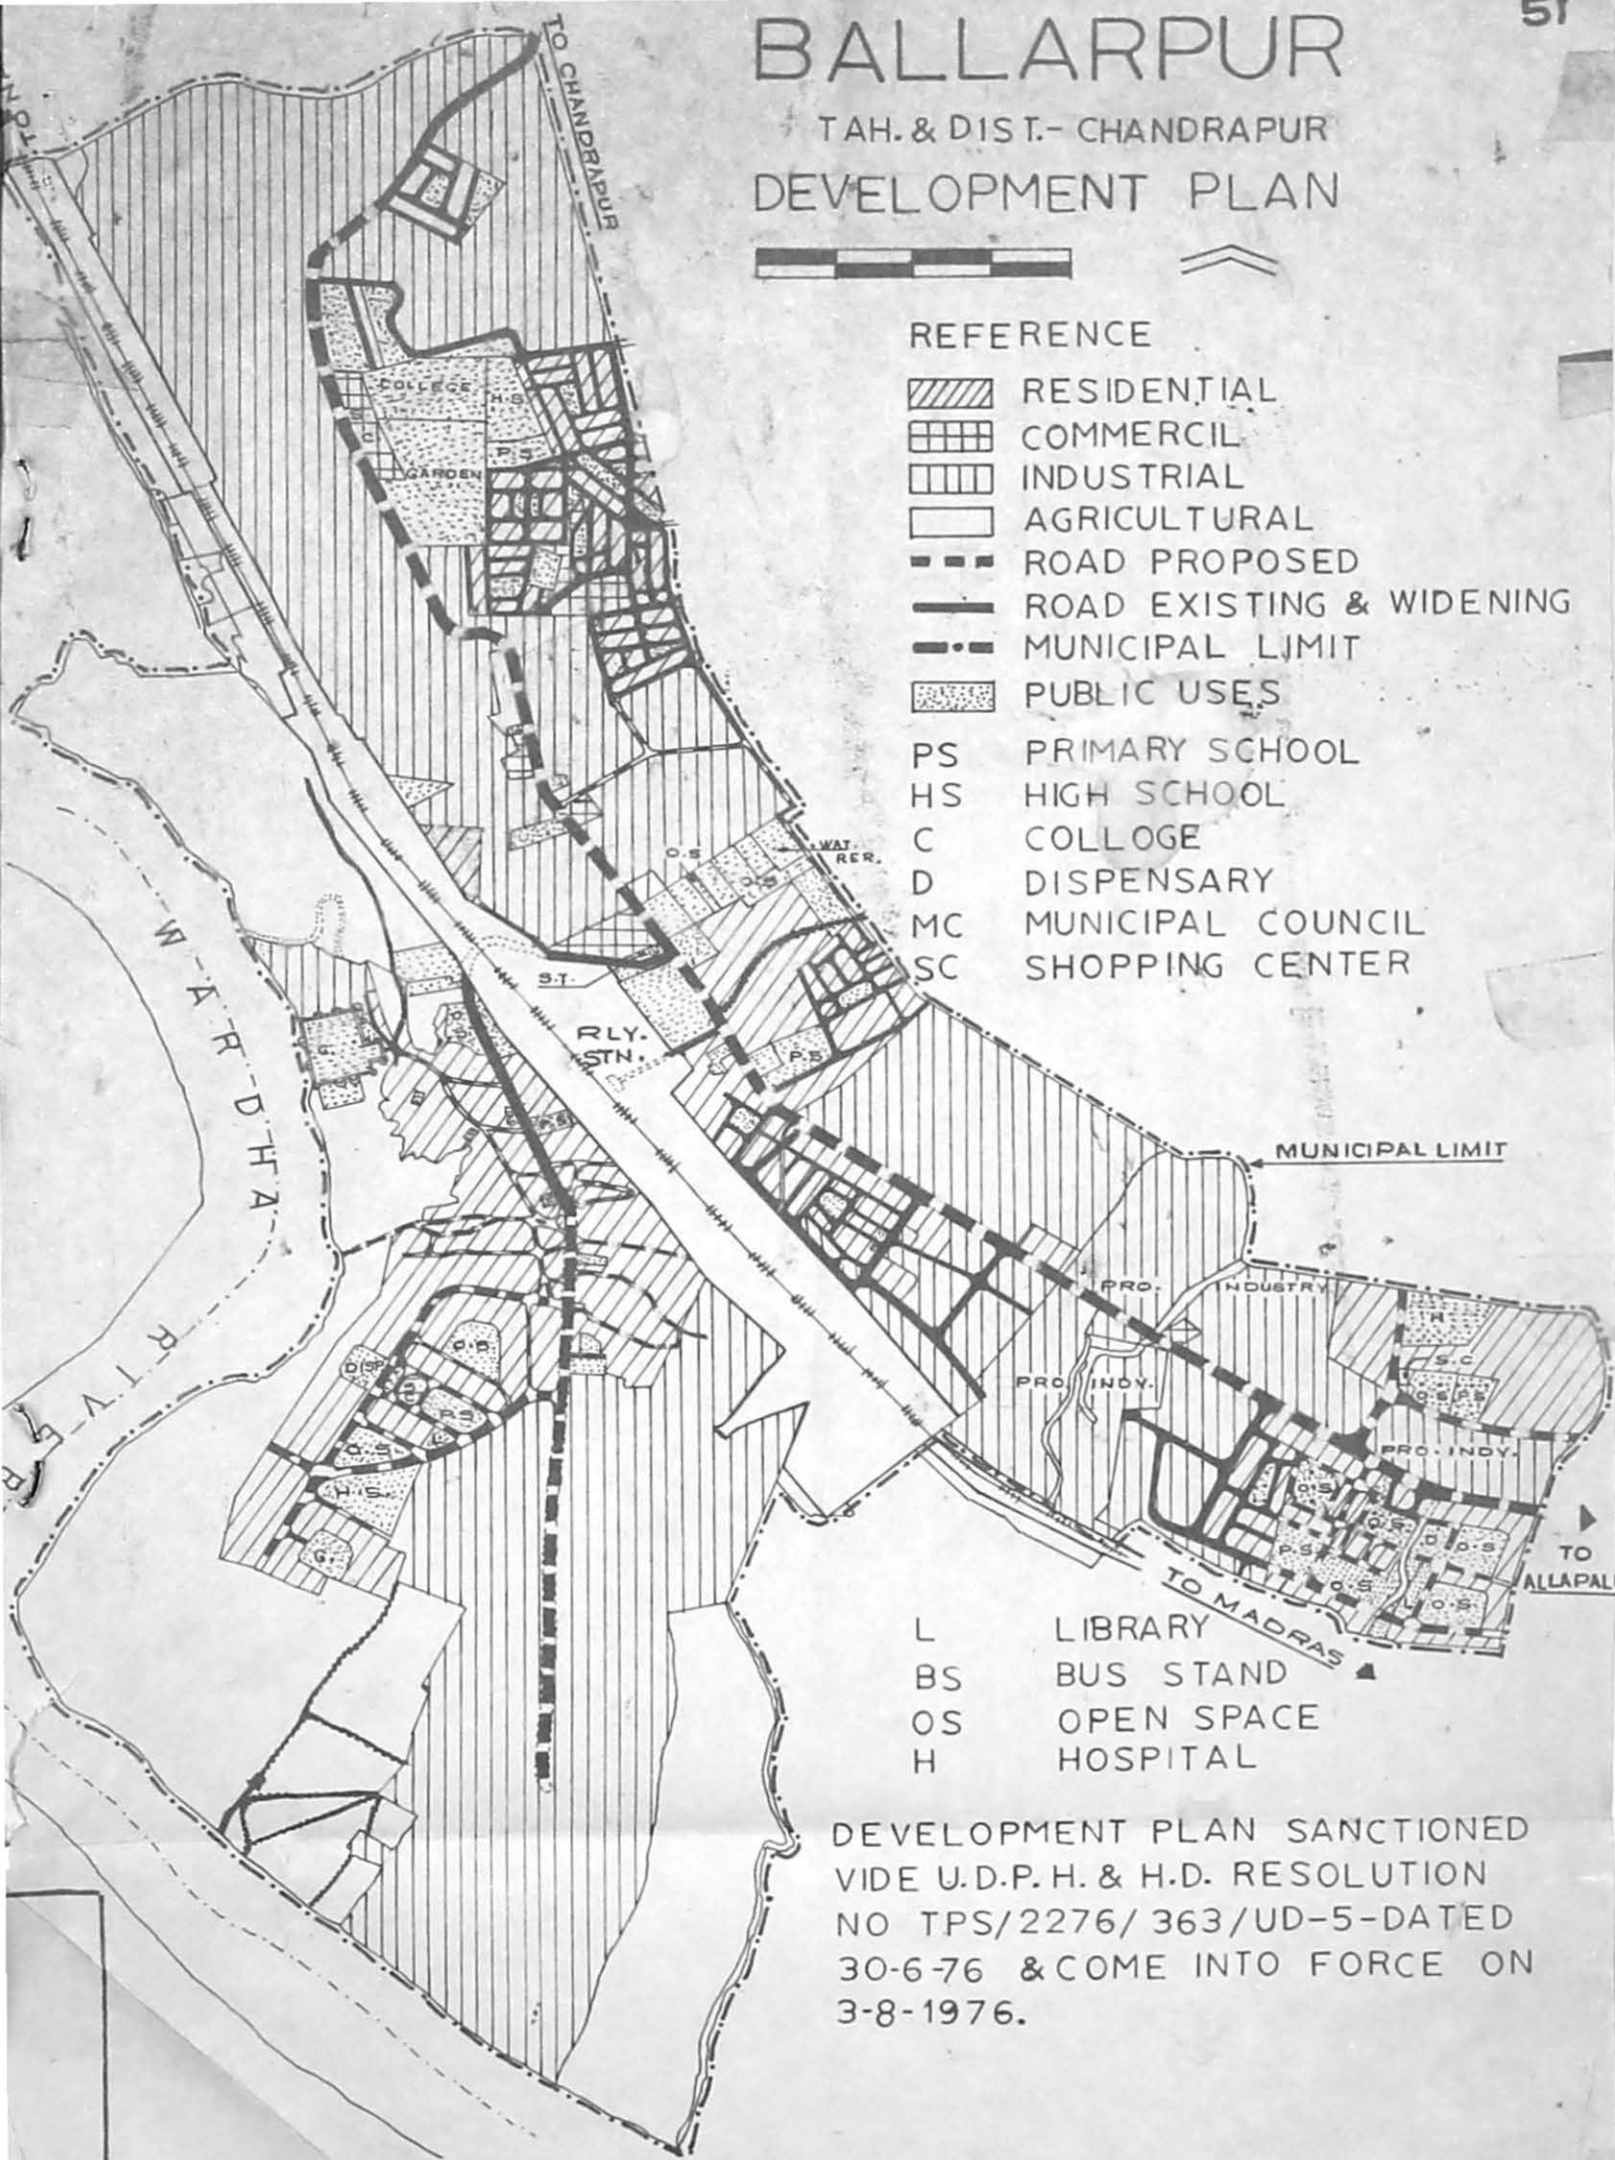 51
BALLARPUR
TAH. & DIST.- CHANDRAPUR
DEVELOPMENT PLAN
TO CHANDRAPUR
REFERENCE
RESIDENTIAL
COMMERCIL
INDUSTRIAL
AGRICULTURAL
ROAD PROPOSED
ROAD EXISTING & WIDENING
MUNICIPAL LIMIT
PUBLIC USES
PS PRIMARY SCHOOL
HS HIGH SCHOOL
C COLLOGE
D DISPENSARY
MC MUNICIPAL COUNCIL
SC SHOPPING CENTER
COLLEGE
H.S
S
C
P.S
GARDEN
O.S.
WAT.
RER.
O.S
S.T.
RLY.
STN.
P.S
WARDHA
RIVER
MUNICIPAL LIMIT
PRO. INDUSTRY
H
S.C
O.S P.S
PRO. INDY.
PRO. INDY.
DISP
O.S
P.S
L
O.S.
H.S.
G.
O.S
O.S
D
O.S
P.S
O.S
O.S.
TO
ALLAPALI
TO MADRAS
L LIBRARY
BS BUS STAND
OS OPEN SPACE
H HOSPITAL
DEVELOPMENT PLAN SANCTIONED
VIDE U.D.P.H. & H.D. RESOLUTION
NO TPS/2276/363/UD-5-DATED
30-6-76 & COME INTO FORCE ON
3-8-1976.